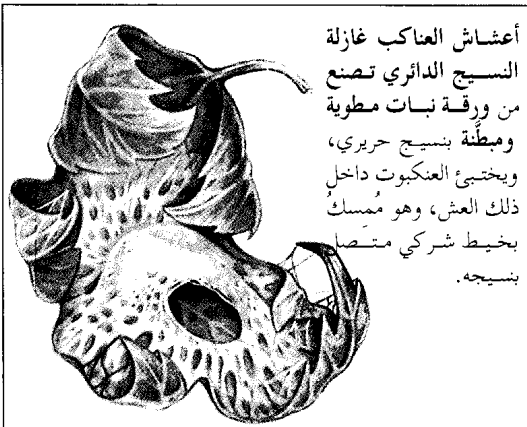 أعشاش العناكب غازلة
النسيج الدائري تصنع
من ورقة نبات مطوية
ومبطَّنة بنسيج حريري،
ويختبئ العنكبوت داخل
ذلك العش، وهو مُمسكُ
بخيط شركي متصل
بنسيجه.